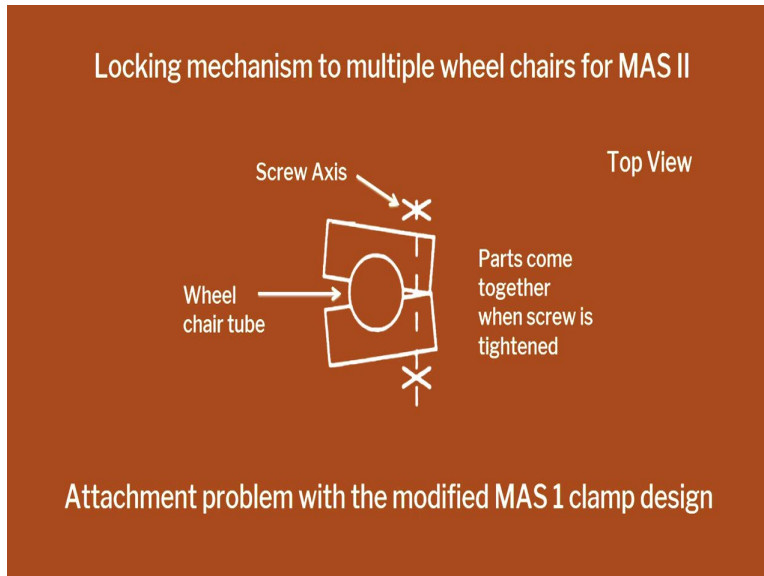 Locking mechanism to multiple wheel chairs for MAS II
Top View
Screw Axis
Wheel
chair tube
Parts come
together
when screw is
tightened
Attachment problem with the modified MAS 1 clamp design